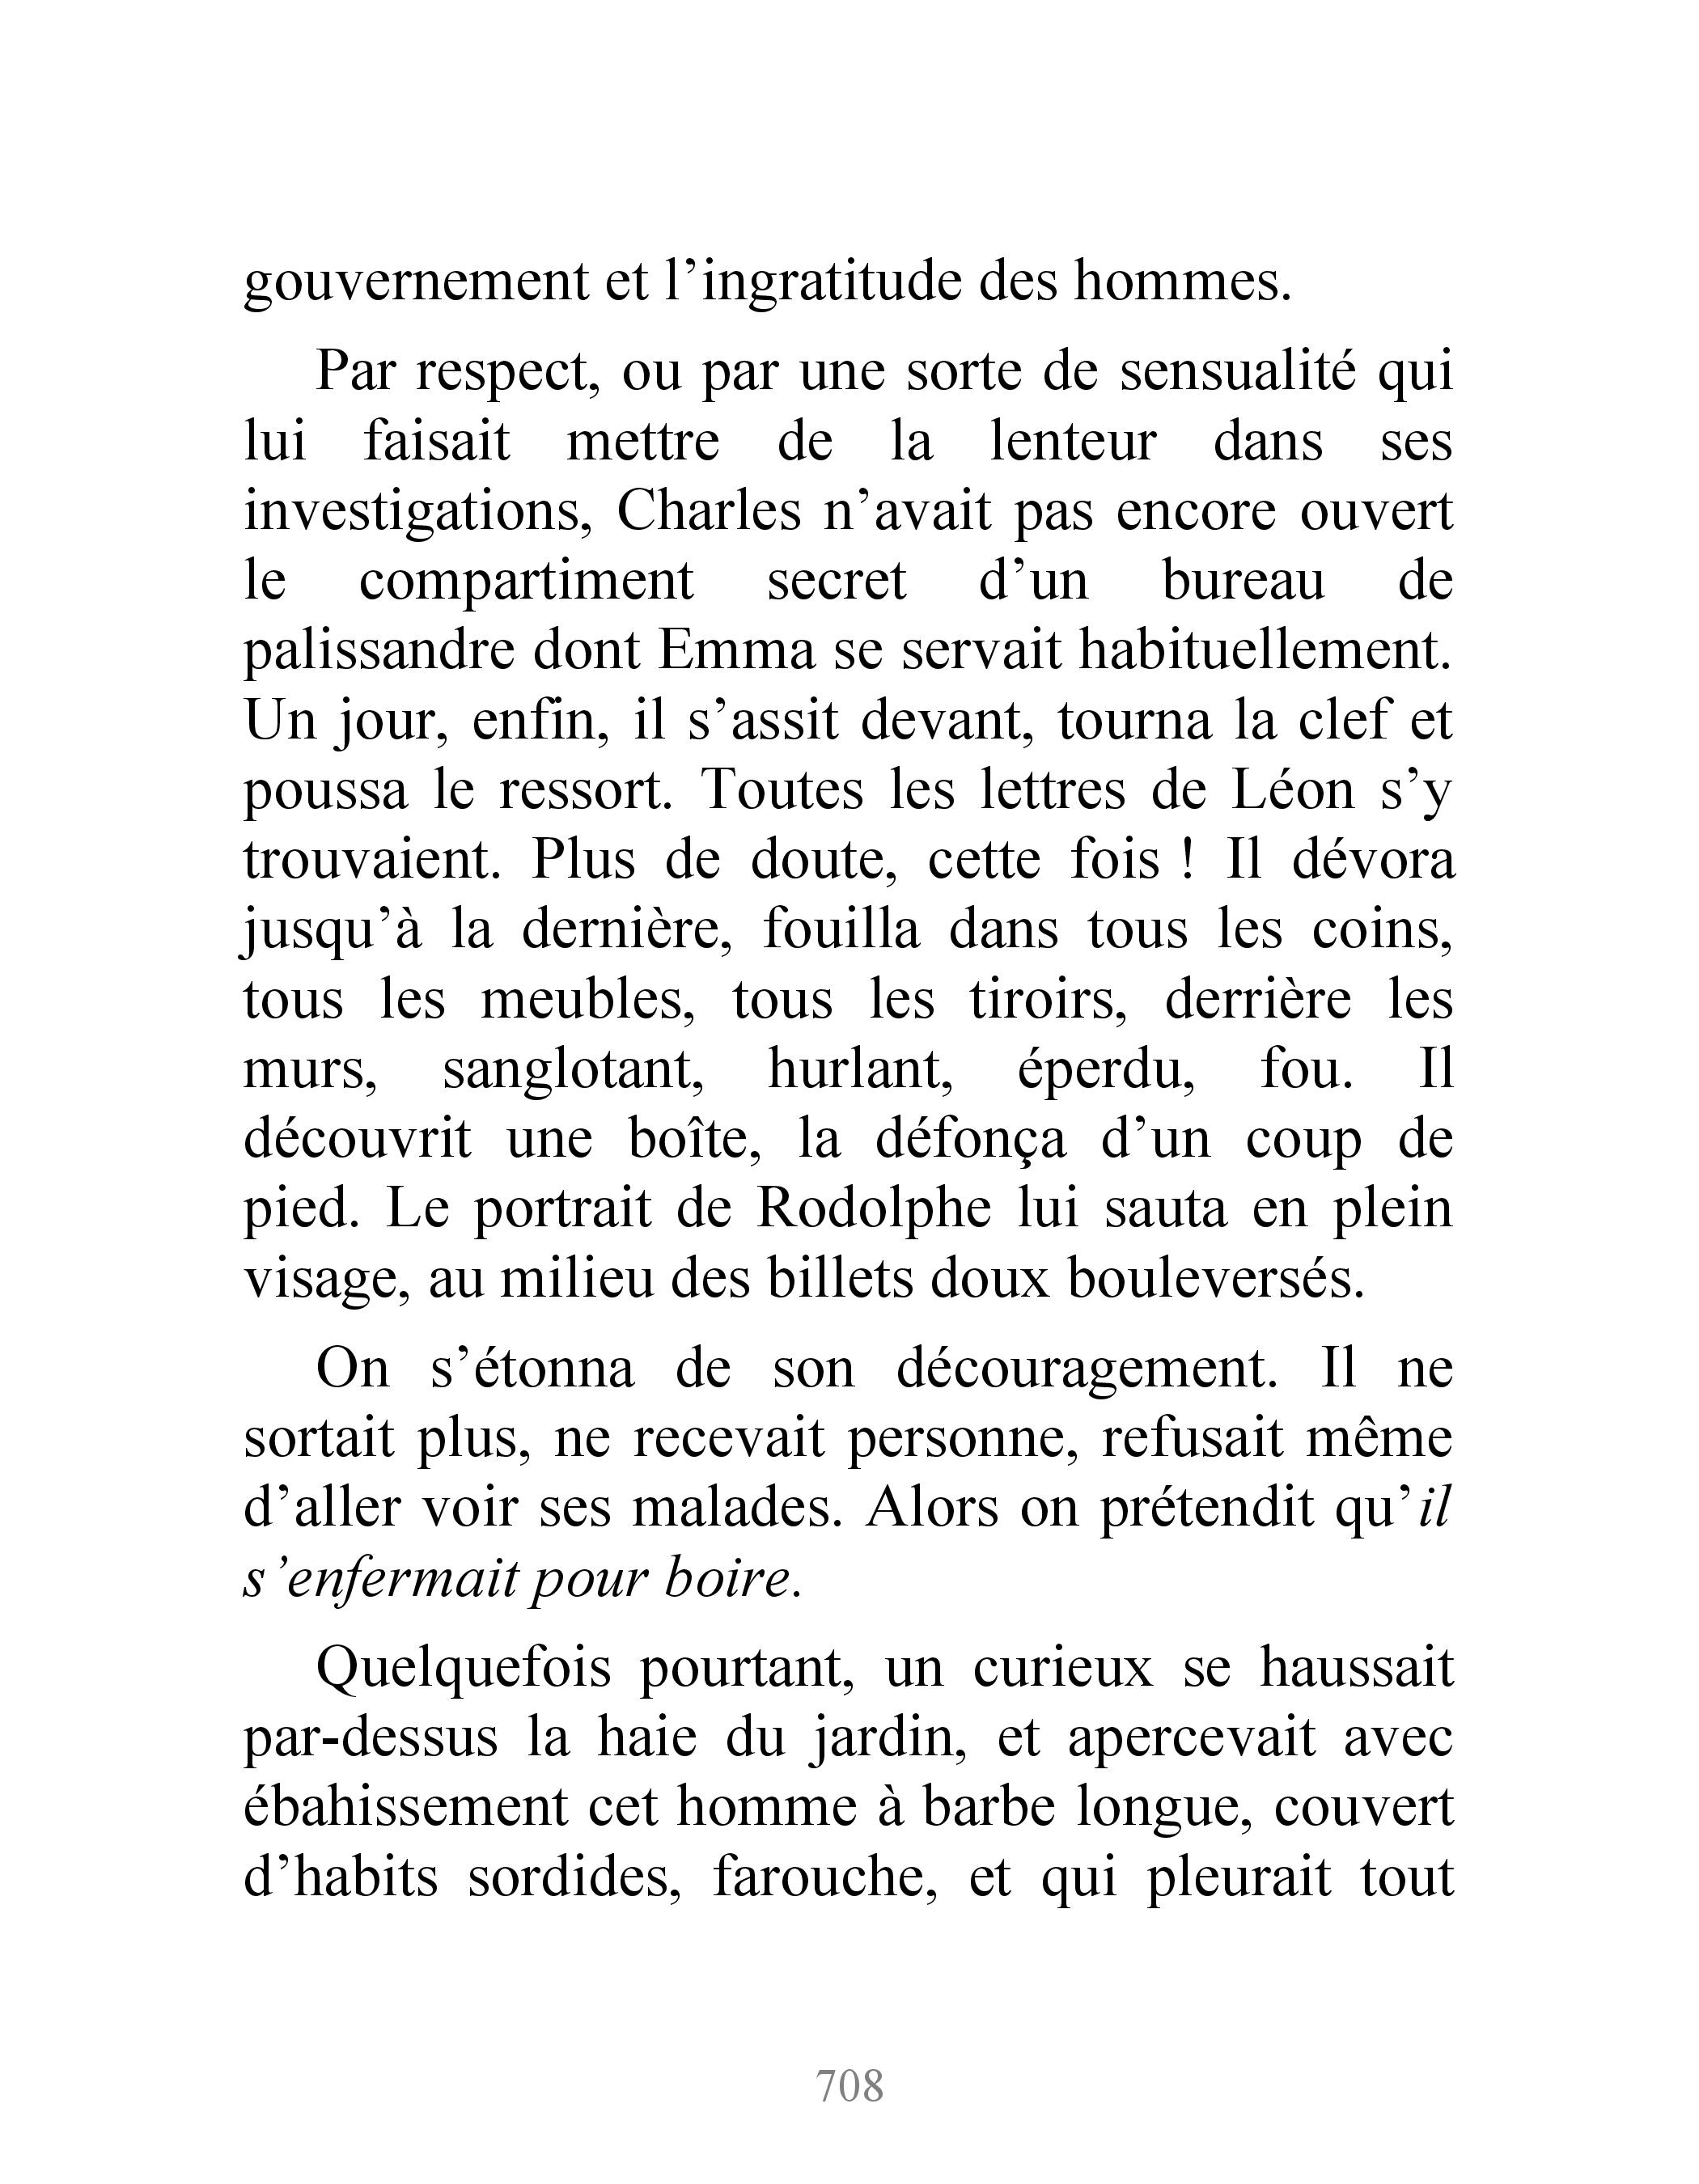 gouvernement et l’ingratitude des hommes.
Par respect, ou par une sorte de sensualité qui
lui faisait mettre de la lenteur dans ses
investigations, Charles n’avait pas encore ouvert
le compartiment secret d’un bureau de
palissandre dont Emma se servait habituellement.
Un jour, enfin, il s’assit devant, tourna la clef et
poussa le ressort. Toutes les lettres de Léon s’y
trouvaient. Plus de doute, cette fois ! Il dévora
jusqu’à la dernière, fouilla dans tous les coins,
tous les meubles, tous les tiroirs, derrière les
murs, sanglotant, hurlant, éperdu, fou. Il
découvrit une boîte, la défonça d’un coup de
pied. Le portrait de Rodolphe lui sauta en plein
visage, au milieu des billets doux bouleversés.
On s’étonna de son découragement. Il ne
sortait plus, ne recevait personne, refusait même
d’aller voir ses malades. Alors on prétendit qu’il
s’enfermait pour boire.
Quelquefois pourtant, un curieux se haussait
par-dessus la haie du jardin, et apercevait avec
ébahissement cet homme à barbe longue, couvert
d’habits sordides, farouche, et qui pleurait tout
708